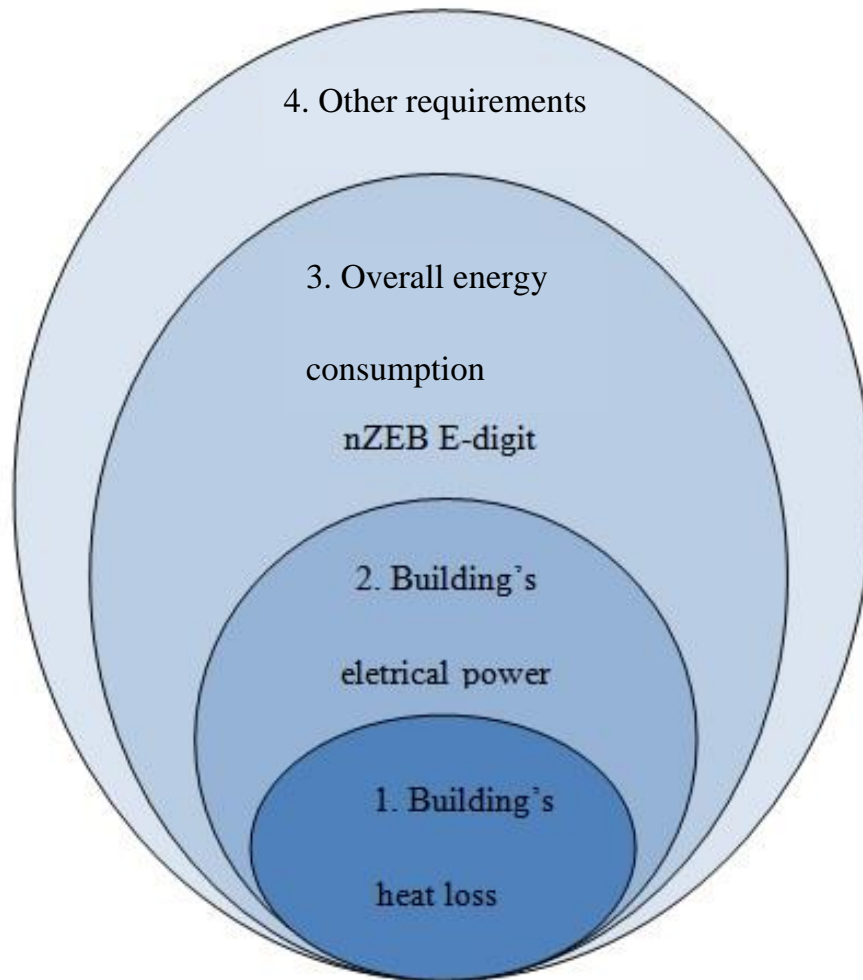 4. Other requirements
3. Overall energy
consumption
nZEB E-digit
2. Building’s
eletrical power
1. Building’s
heat loss